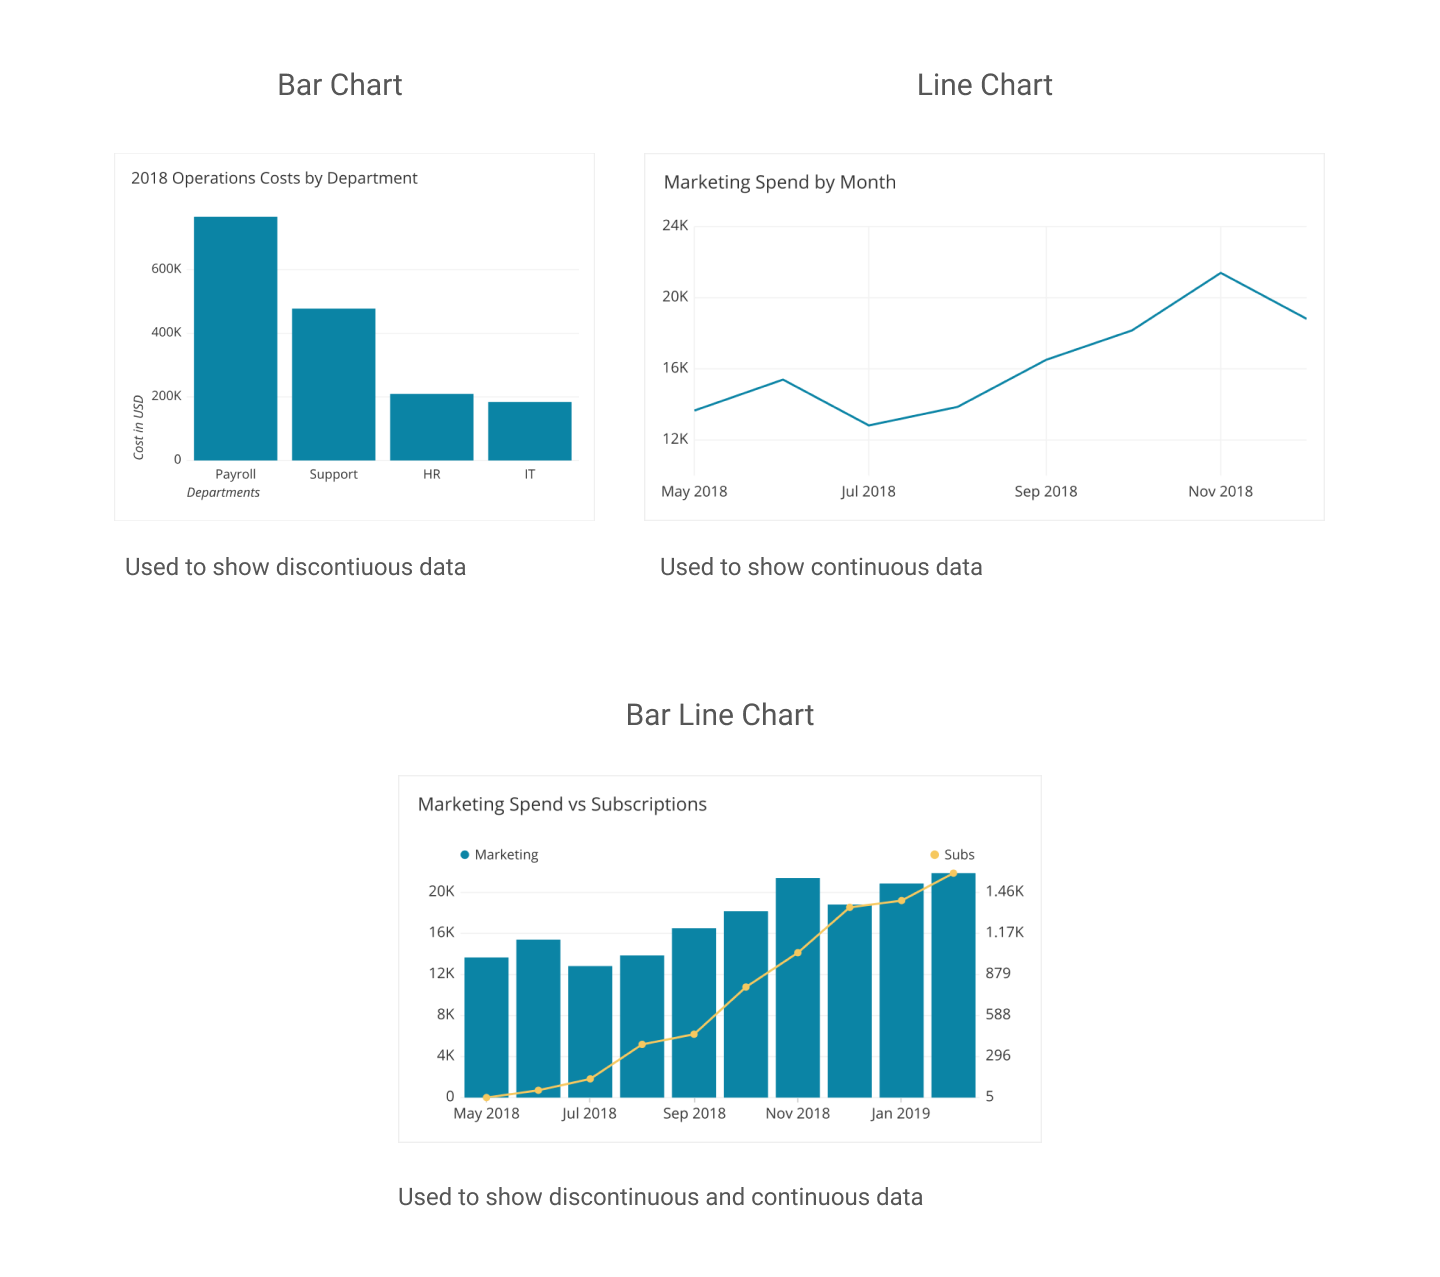 Bar Chart
Line Chart
2018 Operations Costs by Department
600K
400K
200K
0
Cost in USD
Payroll Support HR IT
Departments
Used to show discontiuous data
Marketing Spend by Month
24K
20K
16K
12K
May 2018 Jul 2018 Sep 2018 Nov 2018
Used to show continuous data
Bar Line Chart
Marketing Spend vs Subscriptions
Marketing Subs
20K 1.46K
16K 1.17K
12K 879
8K 588
4K 296
0 5
May 2018 Jul 2018 Sep 2018 Nov 2018 Jan 2019
Used to show discontinuous and continuous data